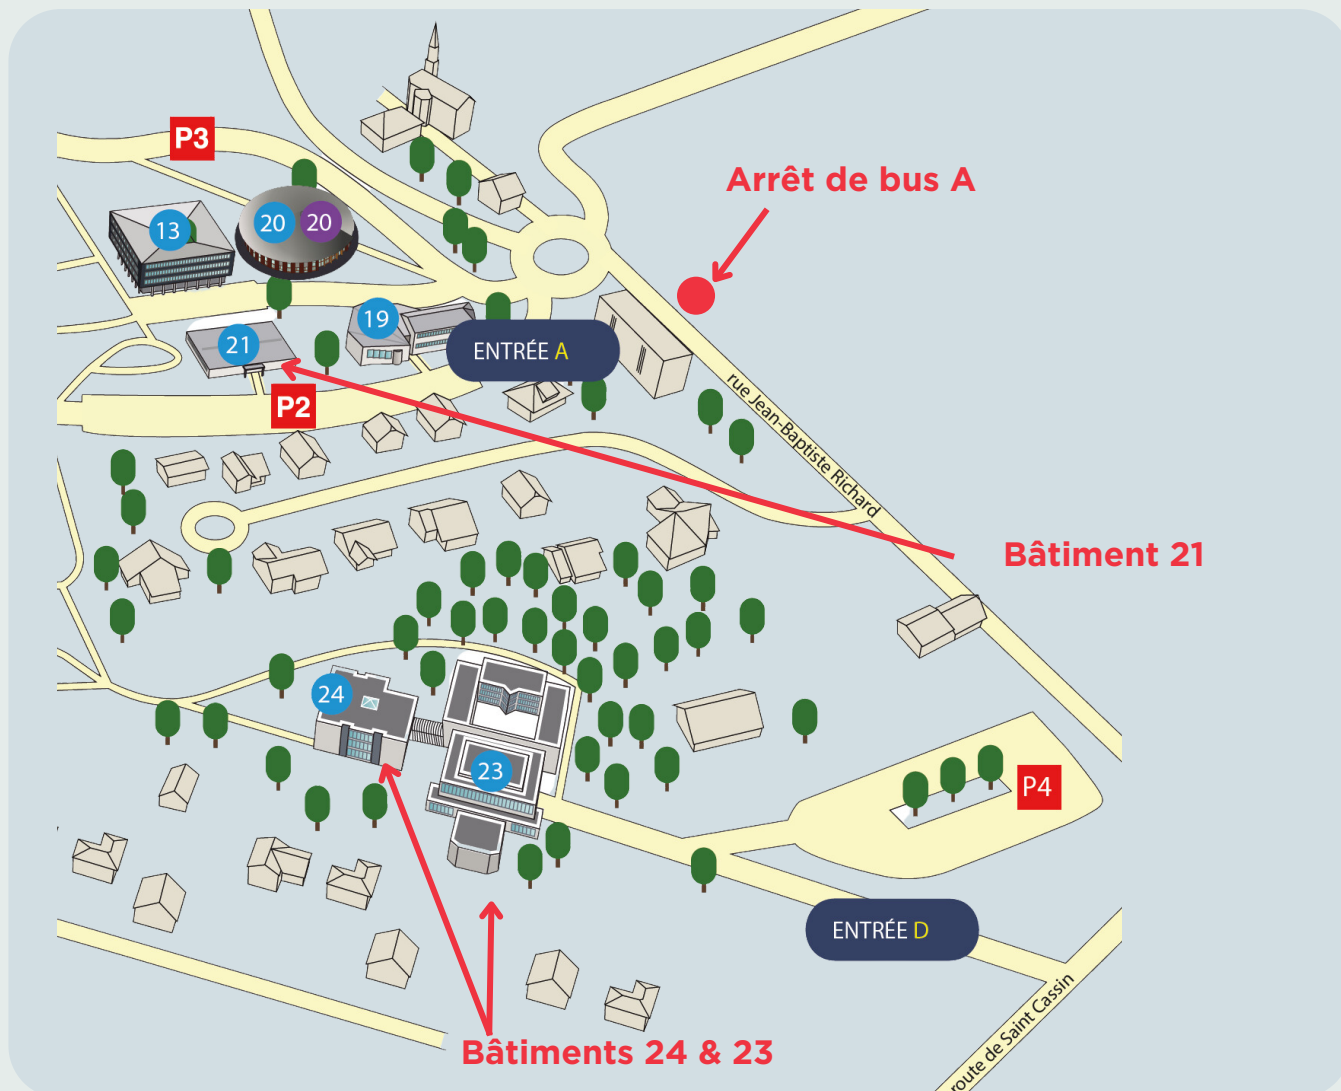 P3
Arrêt de bus A
13
20
20
19
21
ENTRÉE A
P2
rue Jean-Baptiste Richard
Bâtiment 21
24
23
P4
ENTRÉE D
route de Saint Cassin
Bâtiments 24 & 23